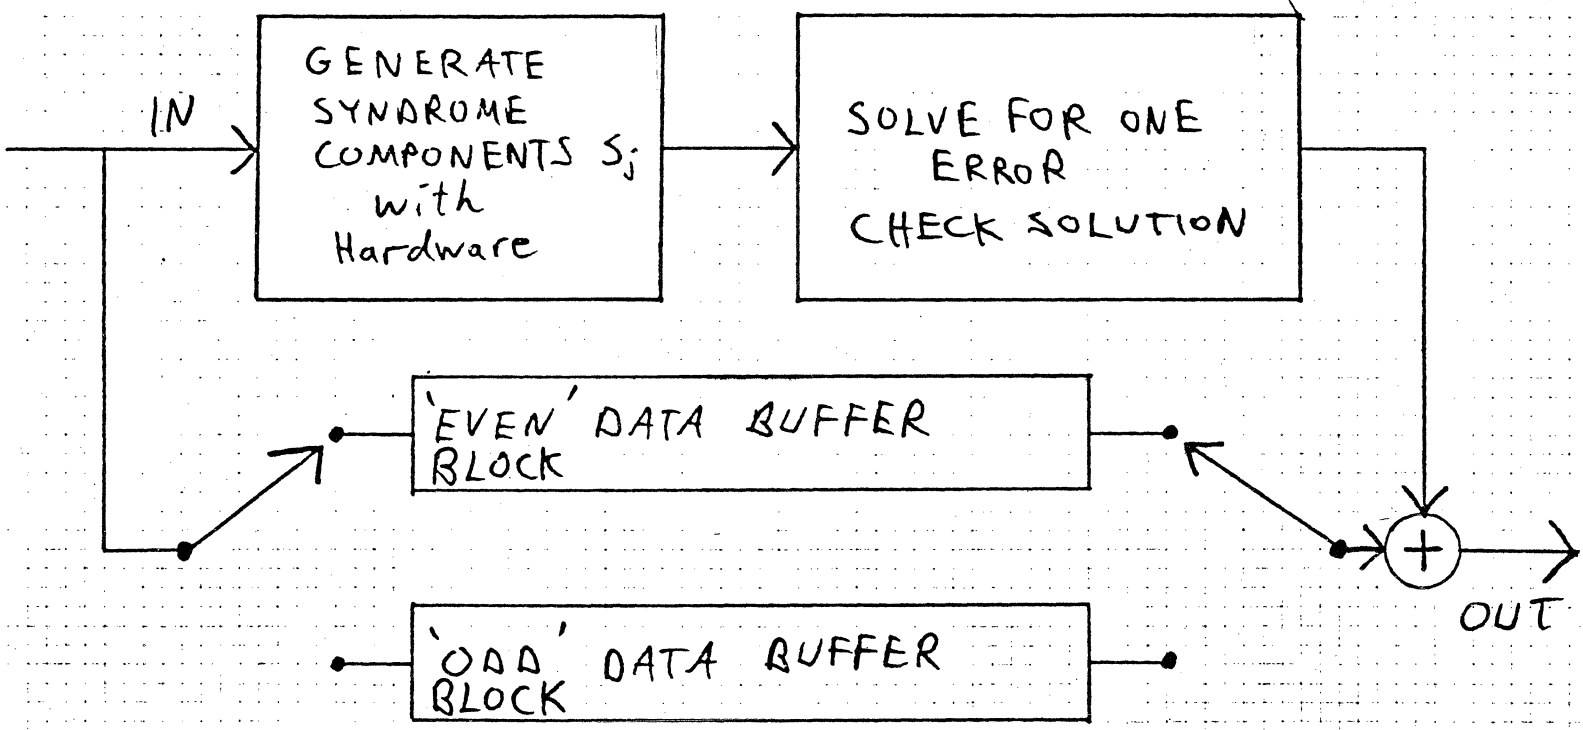 IN
GENERATE
SYNDROME
COMPONENTS Sj
with
Hardware
SOLVE FOR ONE
ERROR
CHECK SOLUTION
'EVEN' DATA BUFFER
BLOCK
'ODD' DATA BUFFER
BLOCK
+
OUT